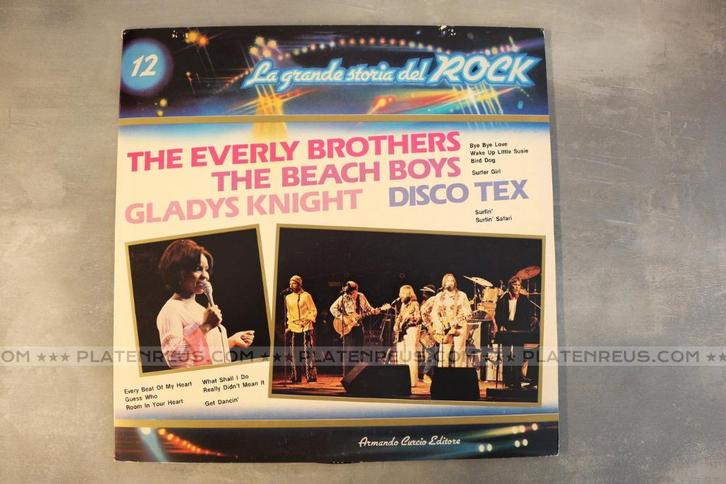 12
La grande storia del ROCK
THE EVERLY BROTHERS
THE BEACH BOYS
GLADYS KNIGHT DISCO TEX
Bye Bye Love
Wake Up Little Susie
Bird Dog
Surfer Girl
Surfin'
Surfin' Safari
OM *** PLATENREUS.COM *** PLATENREUS.COM *** PLATENREUS.COM ***
Every Beat Of My Heart
Guess Who
Room In Your Heart
What Shall I Do
Really Didn't Mean It
Get Dancin'
Armando Curcio Editore